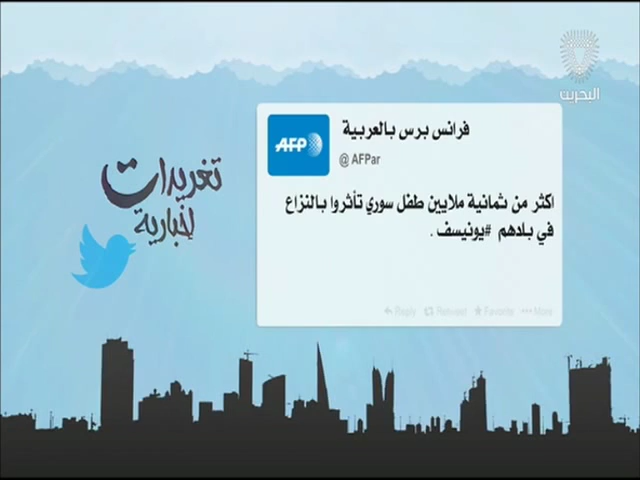 البحرين
تغريدات
إخبارية
AFP
فرانس برس بالعربية
@ AFPar
اكثر من ثمانية ملايين طفل سوري تأثروا بالنزاع
في بلادهم #يونيسف .
Reply Retweet Favorite More